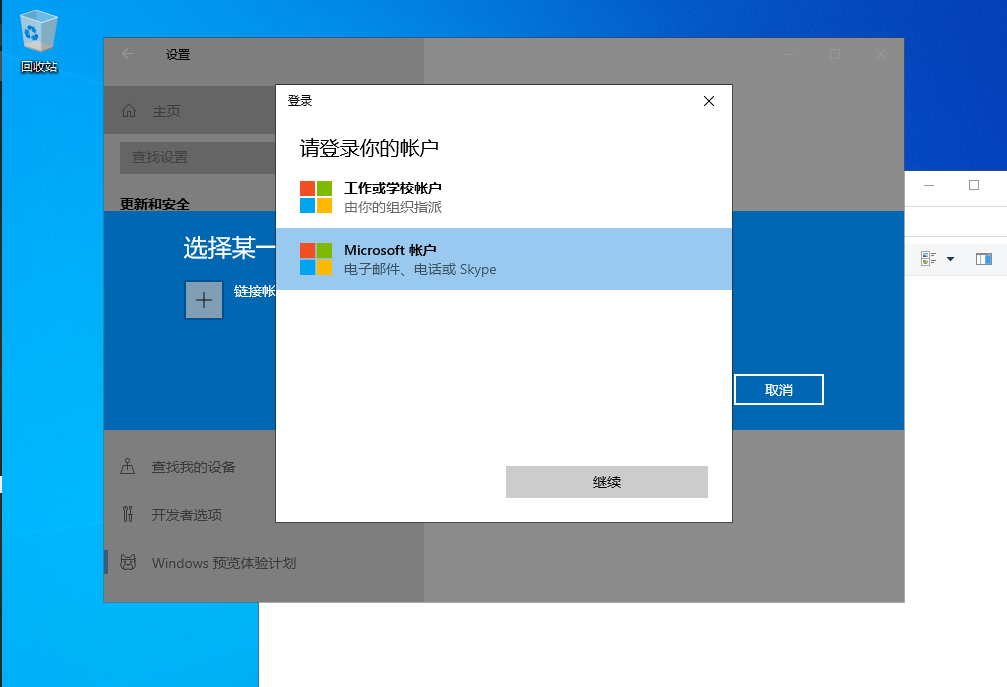 回收站
设置
主页
查找设置
更新和安全
选择某一
链接帐
登录
请登录你的帐户
工作或学校帐户
由你的组织指派
Microsoft 帐户
电子邮件、电话或 Skype
取消
继续
查找我的设备
开发者选项
Windows 预览体验计划